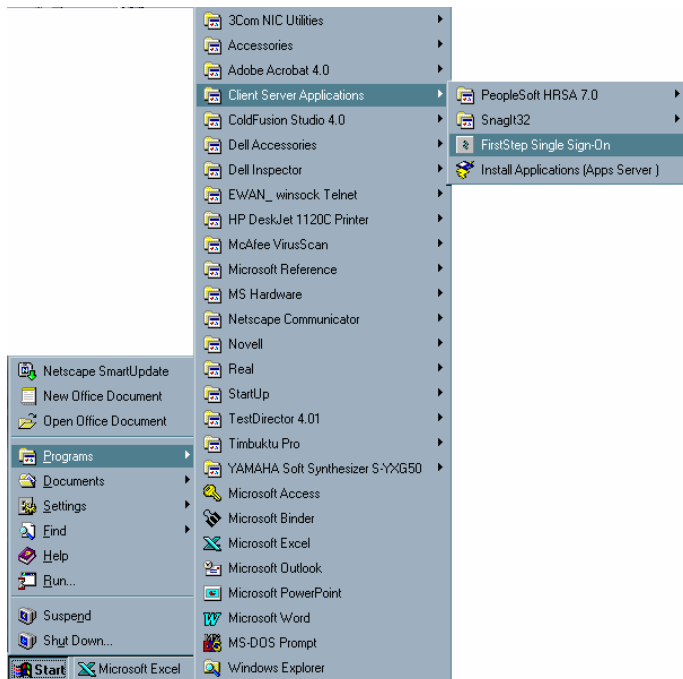 3Com NIC Utilities
Accessories
Adobe Acrobat 4.0
Client Server Applications
ColdFusion Studio 4.0
Dell Accessories
Dell Inspector
EWAN_ winsock Telnet
HP DeskJet 1120C Printer
McAfee VirusScan
Microsoft Reference
MS Hardware
Netscape Communicator
Novell
Real
StartUp
TestDirector 4.01
Timbuktu Pro
YAMAHA Soft Synthesizer S-YXG50
Microsoft Access
Microsoft Binder
Microsoft Excel
Microsoft Outlook
Microsoft PowerPoint
Microsoft Word
MS-DOS Prompt
Windows Explorer
PeopleSoft HRSA 7.0
SnagIt32
FirstStep Single Sign-On
Install Applications (Apps Server )
Netscape SmartUpdate
New Office Document
Open Office Document
Programs
Documents
Settings
Find
Help
Run...
Suspend
Shut Down...
Start
Microsoft Excel